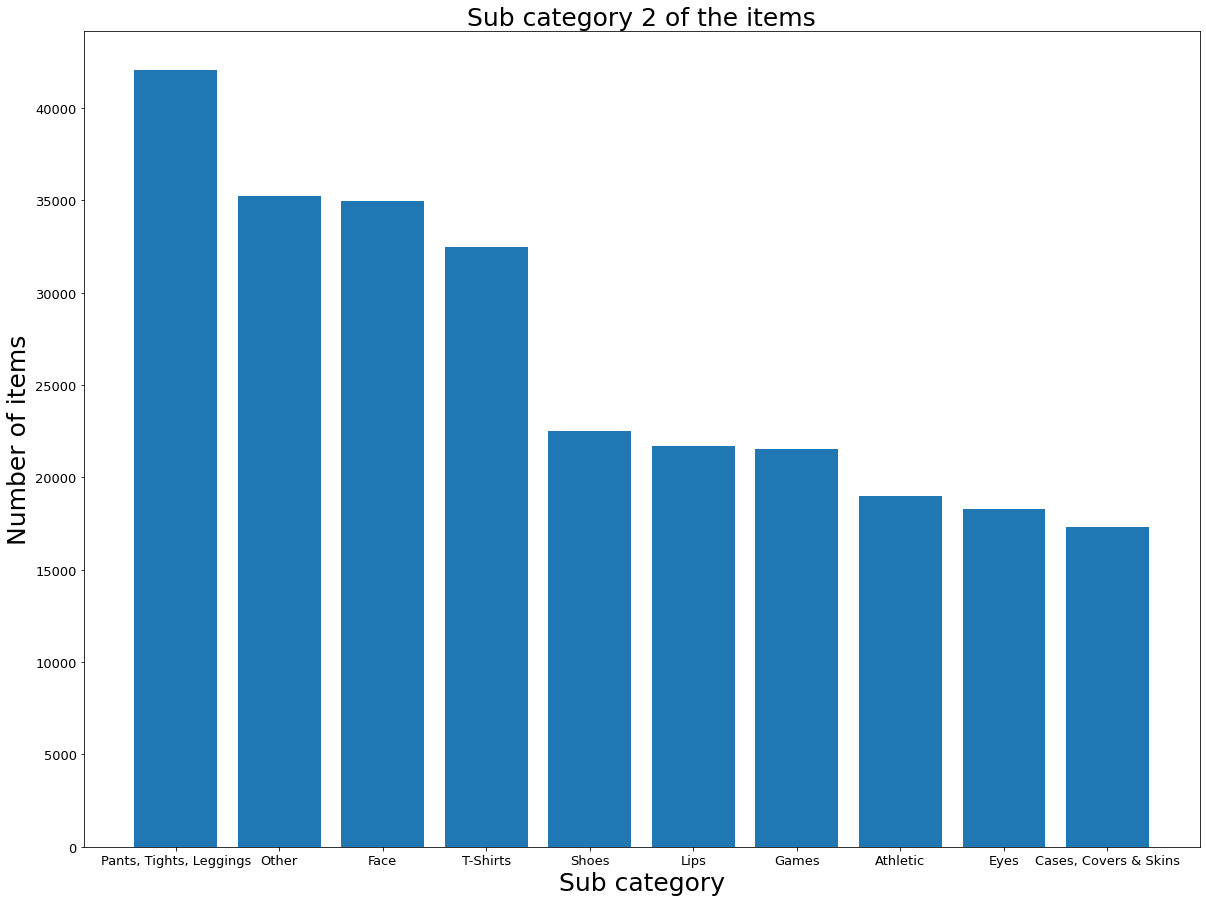 Sub category 2 of the items
Number of items
40000
35000
30000
25000
20000
15000
10000
5000
0
Pants, Tights, Leggings Other Face T-Shirts Shoes Lips Games Athletic Eyes Cases, Covers & Skins
Sub category